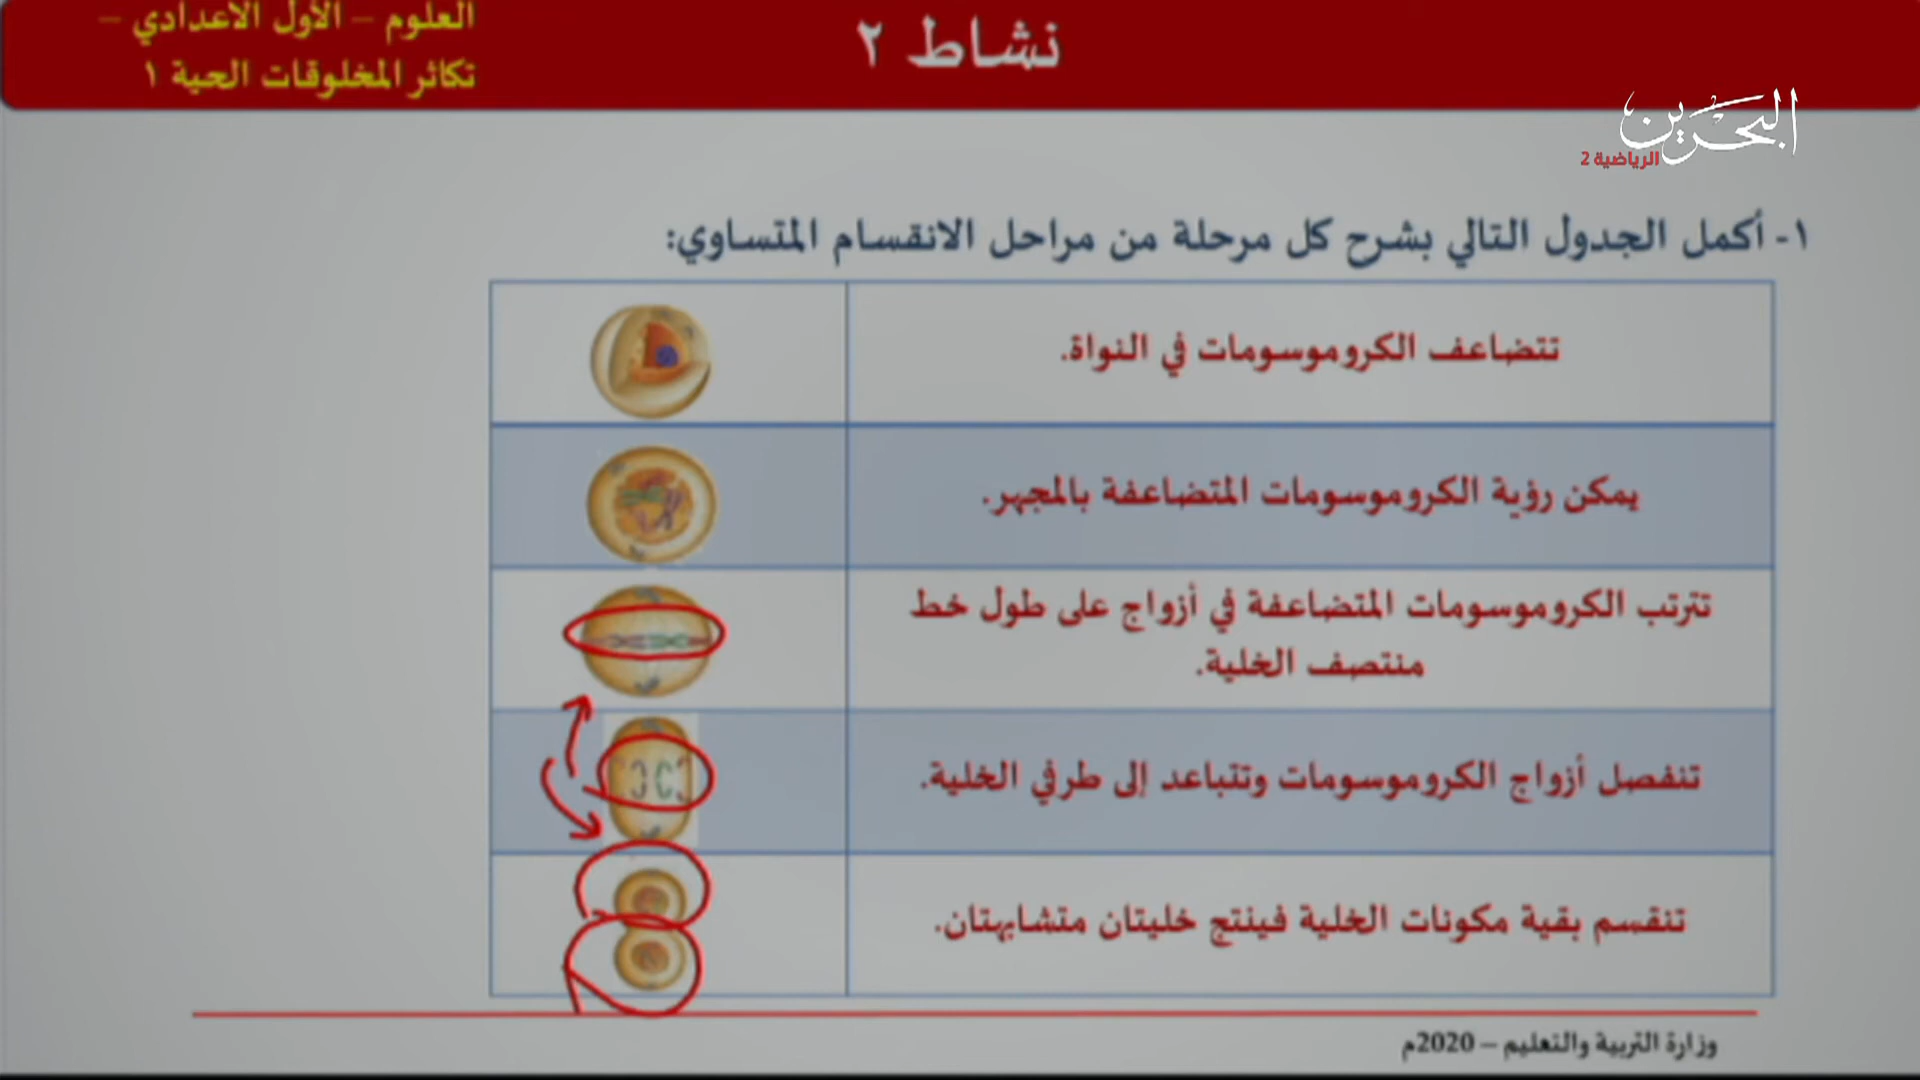 العلوم – الأول الاعدادي –
تكاثر المخلوقات الحية ١
نشاط ٢
البحرين
الرياضية 2
١- أكمل الجدول التالي بشرح كل مرحلة من مراحل الانقسام المتساوي:
تتضاعف الكروموسومات في النواة.
يمكن رؤية الكروموسومات المتضاعفة بالمجهر.
تترتب الكروموسومات المتضاعفة في أزواج على طول خط
منتصف الخلية.
تنفصل أزواج الكروموسومات وتتباعد إلى طرفي الخلية.
تنقسم بقية مكونات الخلية فينتج خليتان متشابهتان.
وزارة التربية والتعليم – 2020م